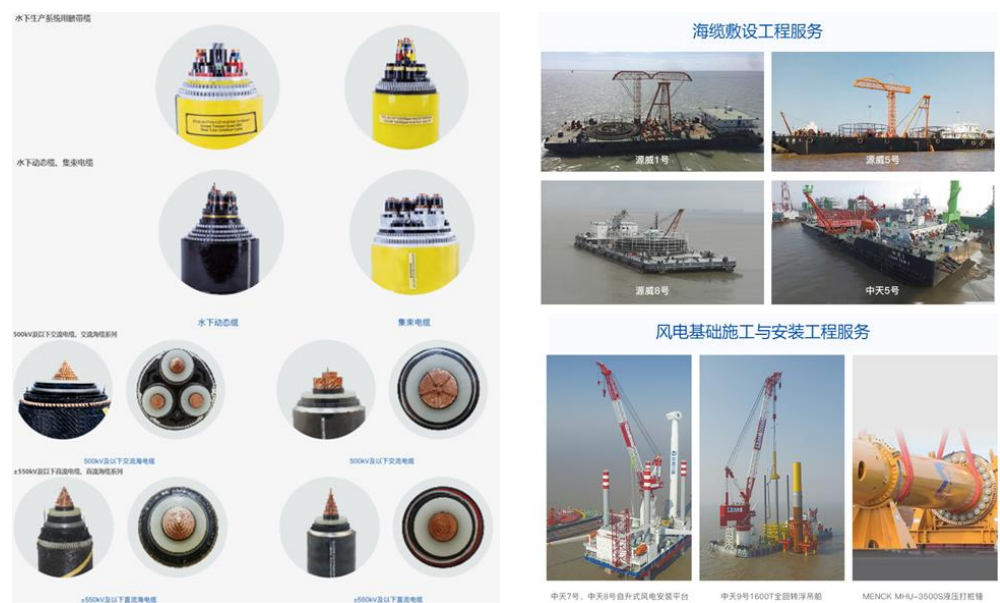 水下生产系统用脐带缆
水下动态缆、集束电缆
水下动态缆
集束电缆
500kV及以下交流电缆、交流海缆系列
500kV及以下交流海电缆
500kV及以下交流电缆
±550kV及以下直流电缆、直流海缆系列
±550kV及以下直流海电缆
±550kV及以下直流电缆
海缆敷设工程服务
源威1号
源威5号
源威8号
中天5号
风电基础施工与安装工程服务
中天7号、中天8号自升式风电安装平台
中天9号1600T全回转浮吊船
MENCK MHU-3500S液压打桩锤